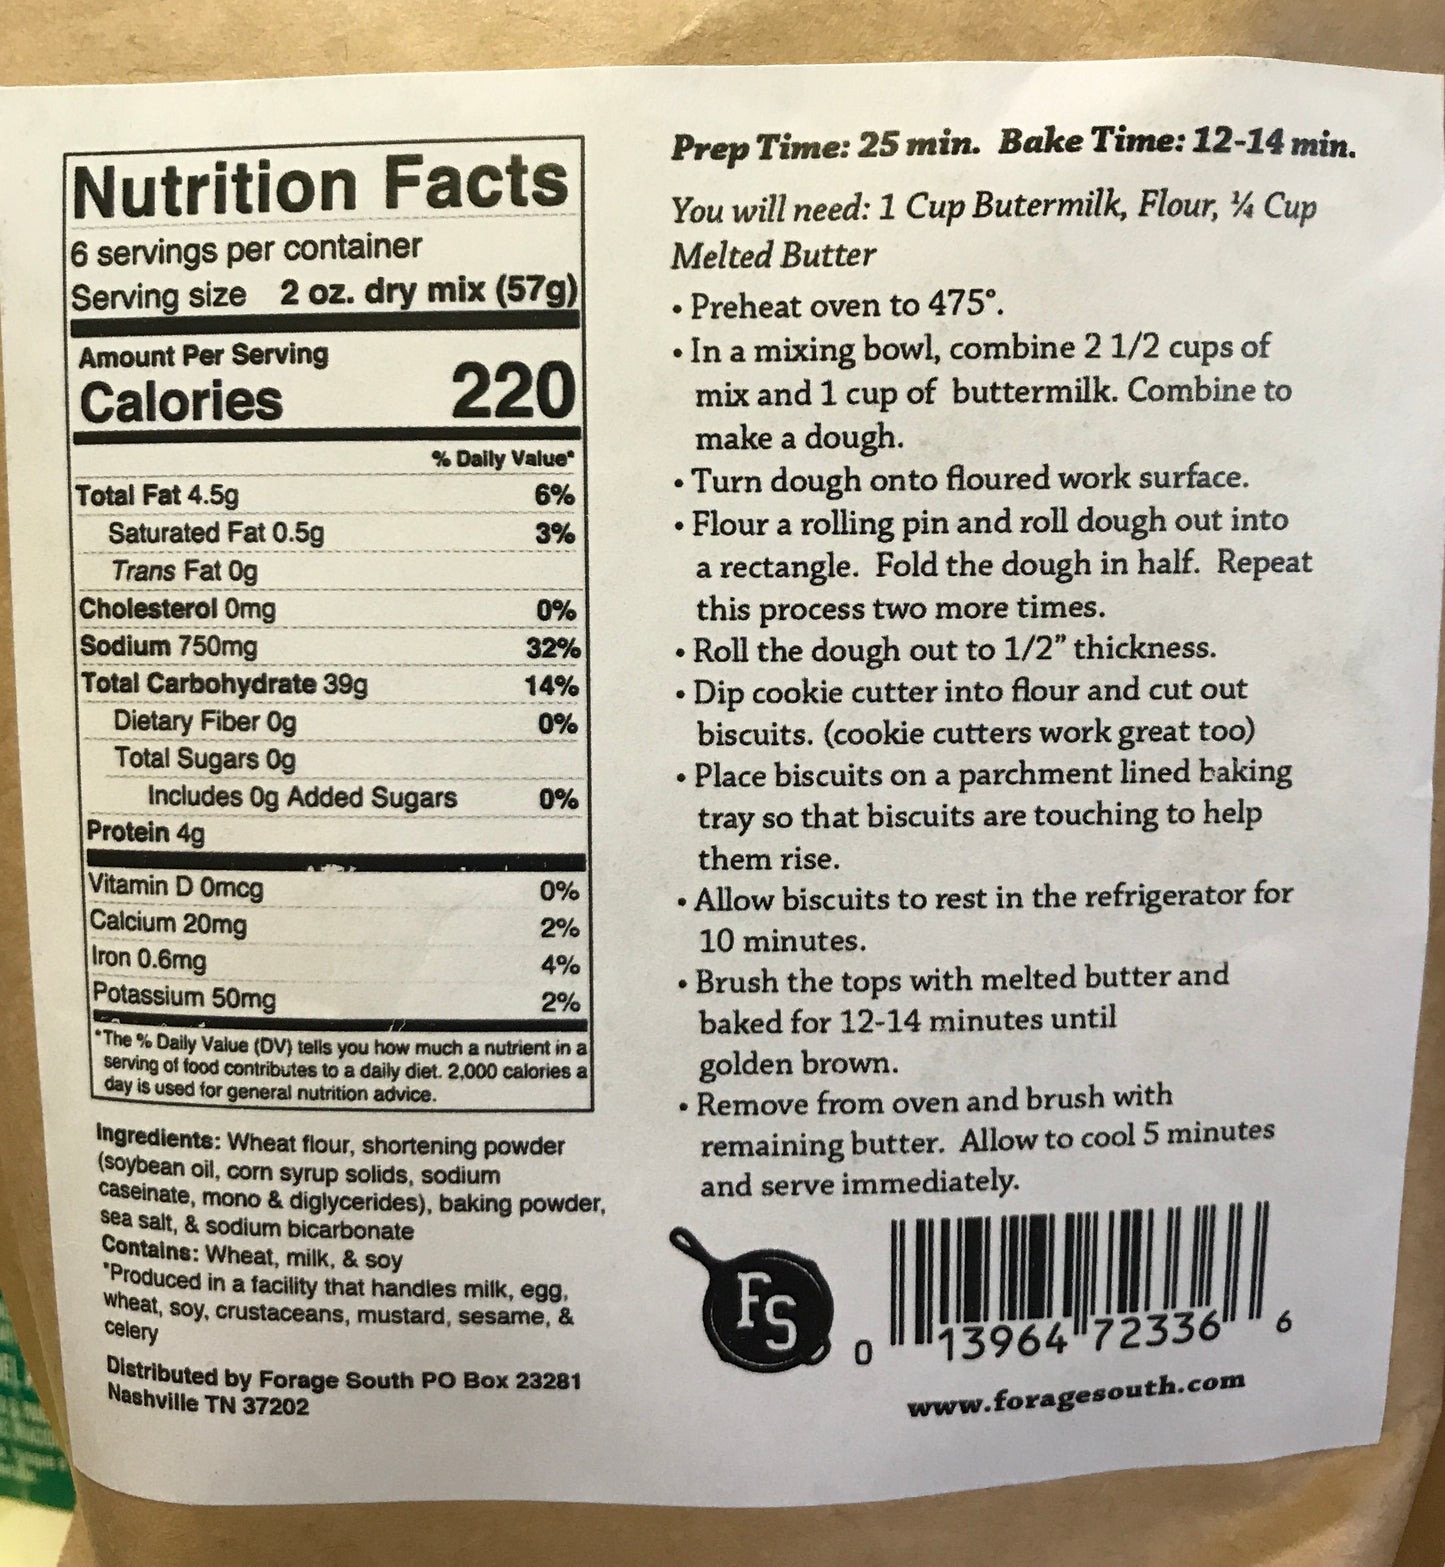 Nutrition Facts
6 servings per container
Serving size 2 oz. dry mix (57g)
Amount Per Serving
Calories 220
% Daily Value*
Total Fat 4.5g 6%
Saturated Fat 0.5g 3%
Trans Fat 0g
Cholesterol 0mg 0%
Sodium 750mg 32%
Total Carbohydrate 39g 14%
Dietary Fiber 0g 0%
Total Sugars 0g
Includes 0g Added Sugars 0%
Protein 4g
Vitamin D 0mcg 0%
Calcium 20mg 2%
Iron 0.6mg 4%
Potassium 50mg 2%
*The % Daily Value (DV) tells you how much a nutrient in a
serving of food contributes to a daily diet. 2,000 calories a
day is used for general nutrition advice.
Ingredients: Wheat flour, shortening powder
(soybean oil, corn syrup solids, sodium
caseinate, mono & diglycerides), baking powder,
sea salt, & sodium bicarbonate
Contains: Wheat, milk, & soy
*Produced in a facility that handles milk, egg,
wheat, soy, crustaceans, mustard, sesame, &
celery
Distributed by Forage South PO Box 23281
Nashville TN 37202
Prep Time: 25 min. Bake Time: 12-14 min.
You will need: 1 Cup Butermilk, Flour, ¼ Cup
Melted Butter
• Preheat oven to 475°.
• In a mixing bowl, combine 2 1/2 cups of
mix and 1 cup of buttermilk. Combine to
make a dough.
• Turn dough onto floured work surface.
• Flour a rolling pin and roll dough out into
a rectangle. Fold the dough in half. Repeat
this process two more times.
• Roll the dough out to 1/2" thickness.
• Dip cookie cutter into flour and cut out
biscuits. (cookie cutters work great too)
• Place biscuits on a parchment lined baking
tray so that biscuits are touching to help
them rise.
• Allow biscuits to rest in the refrigerator for
10 minutes.
• Brush the tops with melted butter and
baked for 12-14 minutes until
golden brown.
• Remove from oven and brush with
remaining butter. Allow to cool 5 minutes
and serve immediately.
FS
0 13964 72336 6
www.foragesouth.com